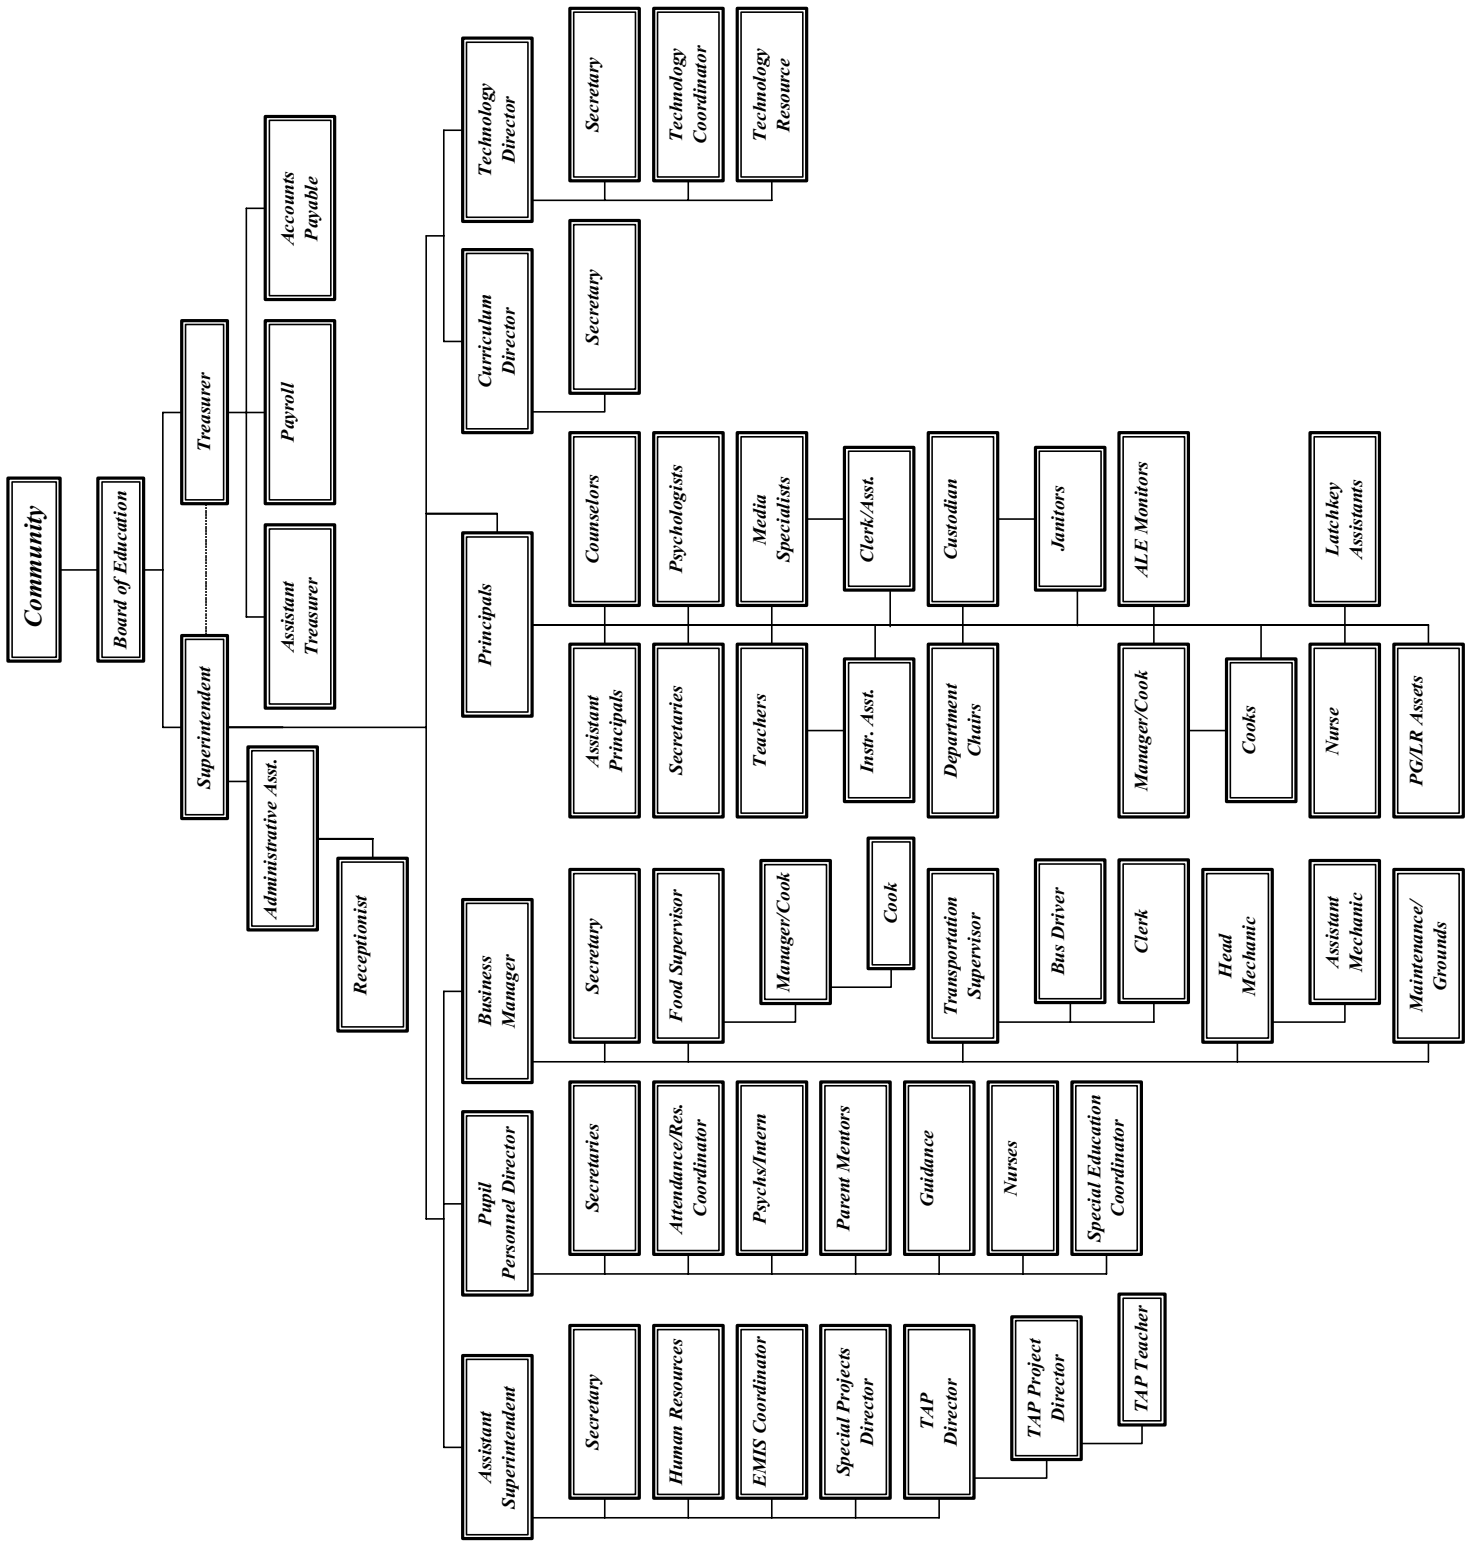 Community
Board of Education
Superintendent
Treasurer
Administrative Asst.
Receptionist
Assistant
Treasurer
Payroll
Accounts
Payable
Assistant
Superintendent
Secretary
Human Resources
EMIS Coordinator
Special Projects
Director
TAP
Director
TAP Project
Director
TAP Teacher
Pupil
Personnel Director
Secretaries
Attendance/Res.
Coordinator
Psychs/Intern
Parent Mentors
Guidance
Nurses
Special Education
Coordinator
Business
Manager
Secretary
Food Supervisor
Manager/Cook
Cook
Transportation
Supervisor
Bus Driver
Clerk
Head
Mechanic
Assistant
Mechanic
Maintenance/
Grounds
Principals
Assistant
Principals
Counselors
Secretaries
Psychologists
Teachers
Media
Specialists
Instr. Asst.
Clerk/Asst.
Department
Chairs
Custodian
Janitors
Manager/Cook
ALE Monitors
Cooks
Nurse
Latchkey
Assistants
PG/LR Assets
Curriculum
Director
Secretary
Technology
Director
Secretary
Technology
Coordinator
Technology
Resource